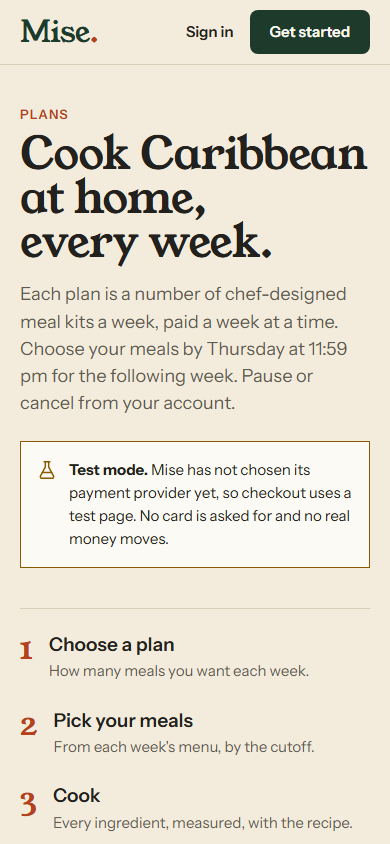 Mise.
Sign in
Get started
PLANS
Cook Caribbean
at home,
every week.
Each plan is a number of chef-designed
meal kits a week, paid a week at a time.
Choose your meals by Thursday at 11:59
pm for the following week. Pause or
cancel from your account.
Test mode. Mise has not chosen its
payment provider yet, so checkout uses a
test page. No card is asked for and no real
money moves.
1 Choose a plan
How many meals you want each week.
2 Pick your meals
From each week's menu, by the cutoff.
3 Cook
Every ingredient, measured, with the recipe.